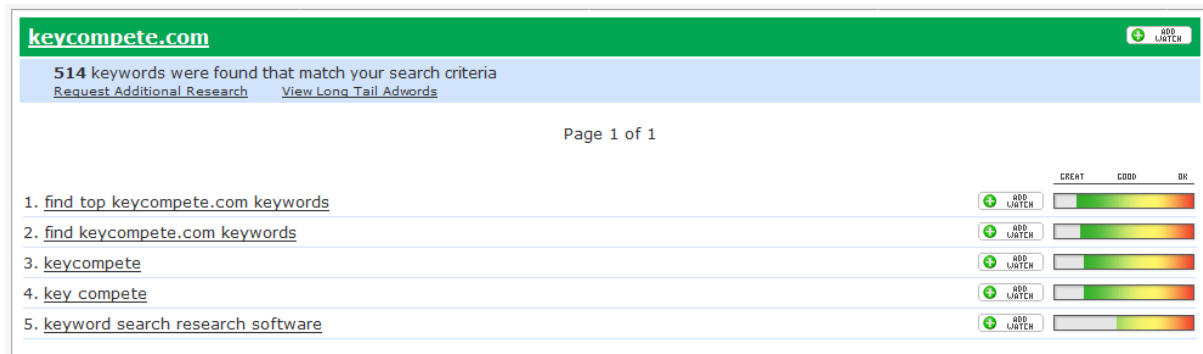 keycompete.com ADD WATCH
514 keywords were found that match your search criteria
Request Additional Research View Long Tail Adwords
Page 1 of 1
GREAT GOOD OK
1. find top keycompete.com keywords ADD WATCH
2. find keycompete.com keywords ADD WATCH
3. keycompete ADD WATCH
4. key compete ADD WATCH
5. keyword search research software ADD WATCH